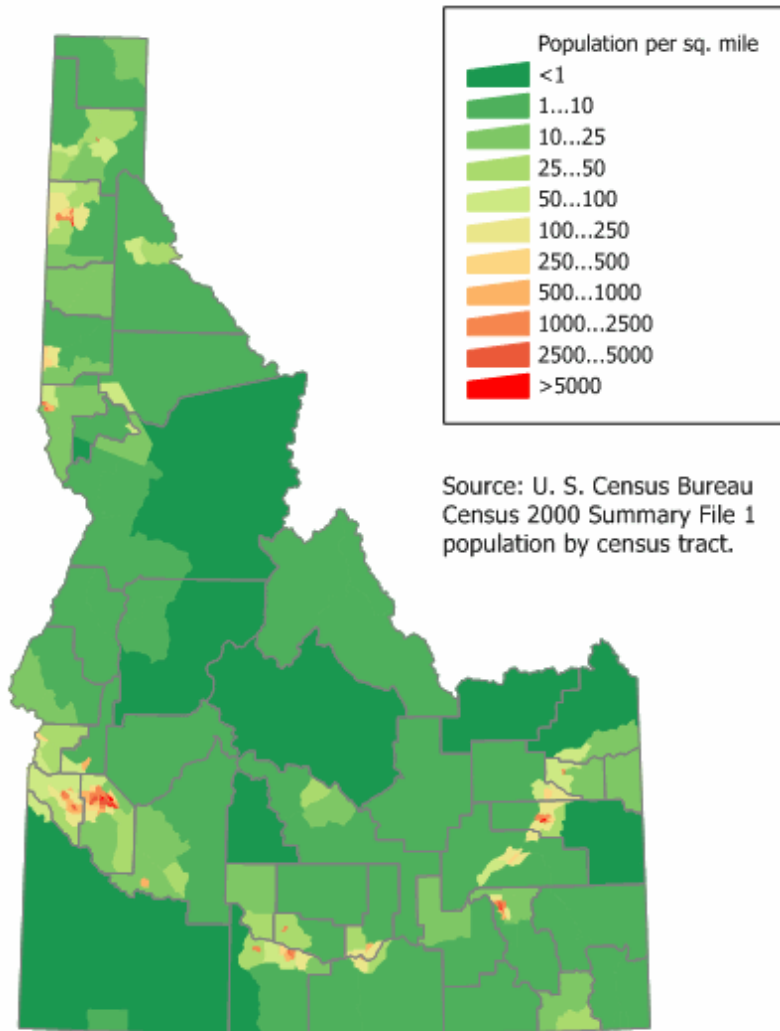 Population per sq. mile
<1
1...10
10...25
25...50
50...100
100...250
250...500
500...1000
1000...2500
2500...5000
>5000
Source: U. S. Census Bureau
Census 2000 Summary File 1
population by census tract.